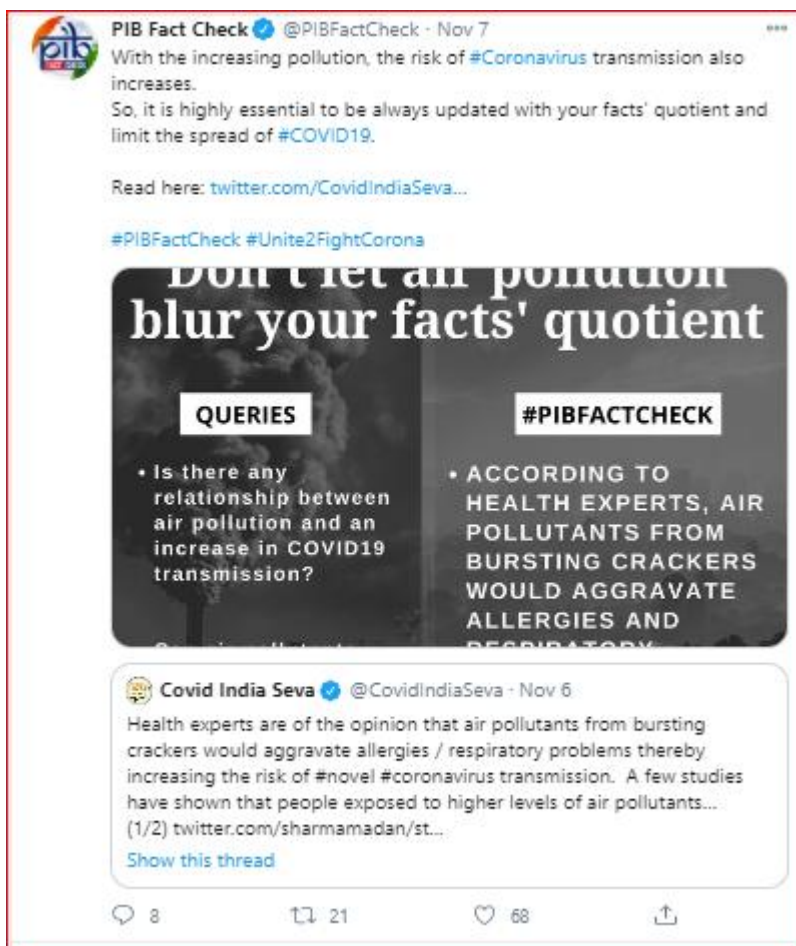 PIB Fact Check @PIBFactCheck · Nov 7
With the increasing pollution, the risk of #Coronavirus transmission also
increases.
So, it is highly essential to be always updated with your facts' quotient and
limit the spread of #COVID19.
Read here: twitter.com/CovidIndiaSeva...
#PIBFactCheck #Unite2FightCorona
Don't let air pollution
blur your facts' quotient
QUERIES
• Is there any
relationship between
air pollution and an
increase in COVID19
transmission?
#PIBFACTCHECK
• ACCORDING TO
HEALTH EXPERTS, AIR
POLLUTANTS FROM
BURSTING CRACKERS
WOULD AGGRAVATE
ALLERGIES AND
RESPIRATORY
Covid India Seva @CovidIndiaSeva · Nov 6
Health experts are of the opinion that air pollutants from bursting
crackers would aggravate allergies / respiratory problems thereby
increasing the risk of #novel #coronavirus transmission. A few studies
have shown that people exposed to higher levels of air pollutants...
(1/2) twitter.com/sharmamadan/st...
Show this thread
8 21 68